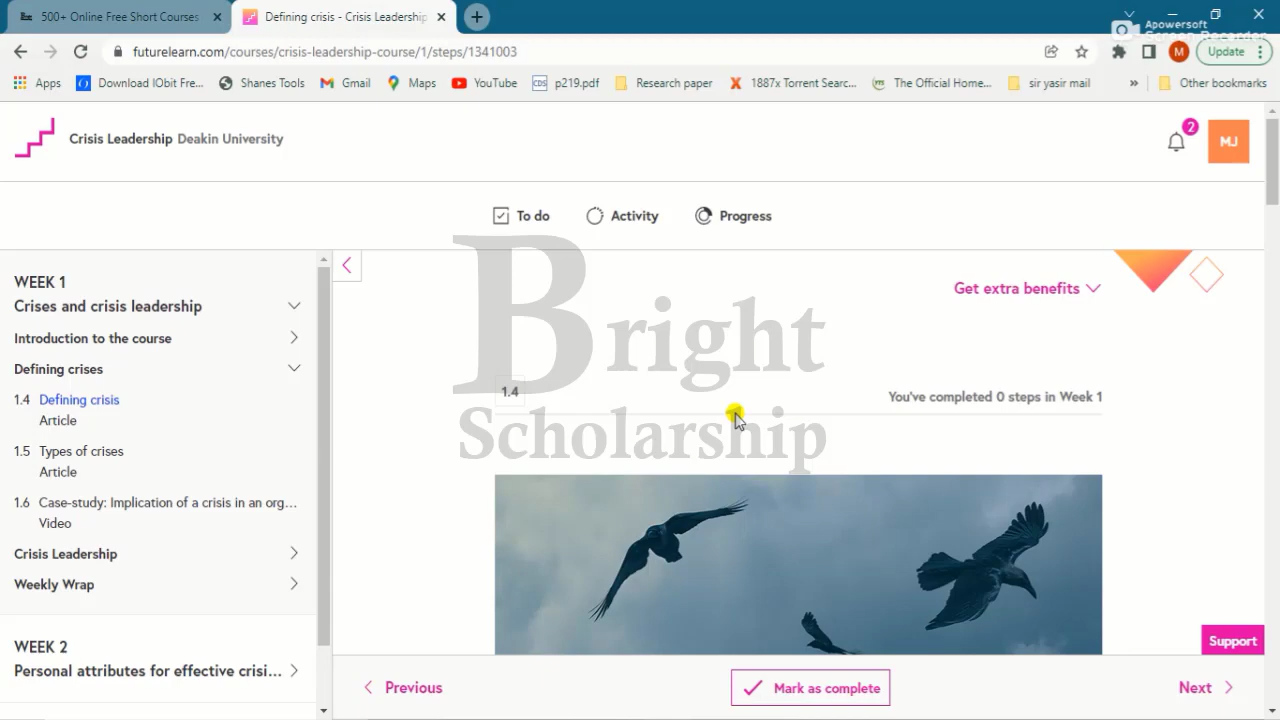 500+ Online Free Short Courses
Defining crisis - Crisis Leadership
Apowersoft
Screen Recorder
futurelearn.com/courses/crisis-leadership-course/1/steps/1341003
M
Update
Apps
Download IObit Fre...
Shanes Tools
Gmail
Maps
YouTube
CDS
p219.pdf
Research paper
1887x Torrent Searc...
The Official Home...
sir yasir mail
»
Other bookmarks
Crisis Leadership Deakin University
2
MJ
To do
Activity
Progress
WEEK 1
Crises and crisis leadership
Introduction to the course
Defining crises
1.4 Defining crisis
Article
1.5 Types of crises
Article
1.6 Case-study: Implication of a crisis in an org...
Video
Crisis Leadership
Weekly Wrap
WEEK 2
Personal attributes for effective crisi...
Get extra benefits
Bright
Scholarship
1.4
You've completed 0 steps in Week 1
Support
Previous
Mark as complete
Next